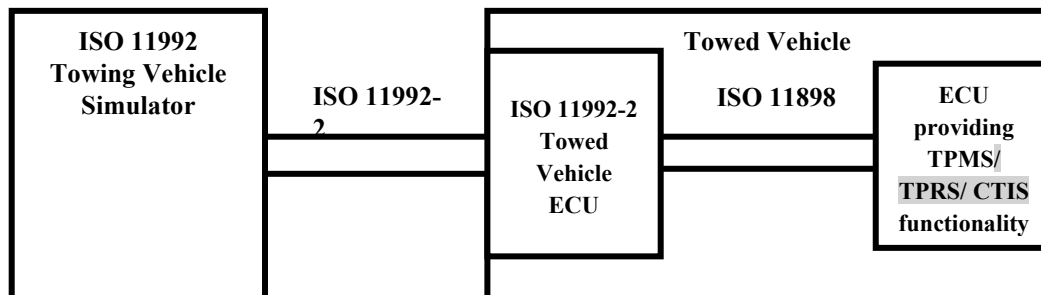 ISO 11992
Towing Vehicle
Simulator
ISO 11992-
2
Towed Vehicle
ISO 11992-2
Towed
Vehicle
ECU
ISO 11898
ECU
providing
TPMS/
TPRS/ CTIS
functionality